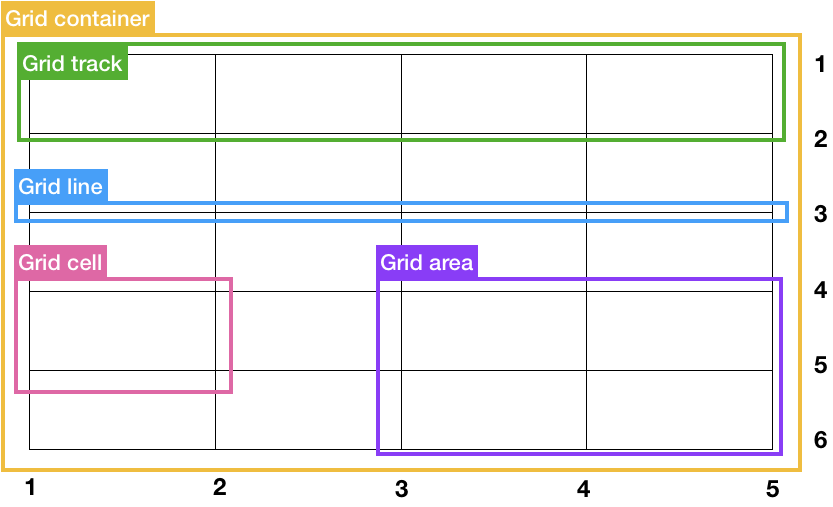 Grid container
Grid track
1
2
Grid line
3
Grid cell
Grid area
4
5
6
1 2 3 4 5